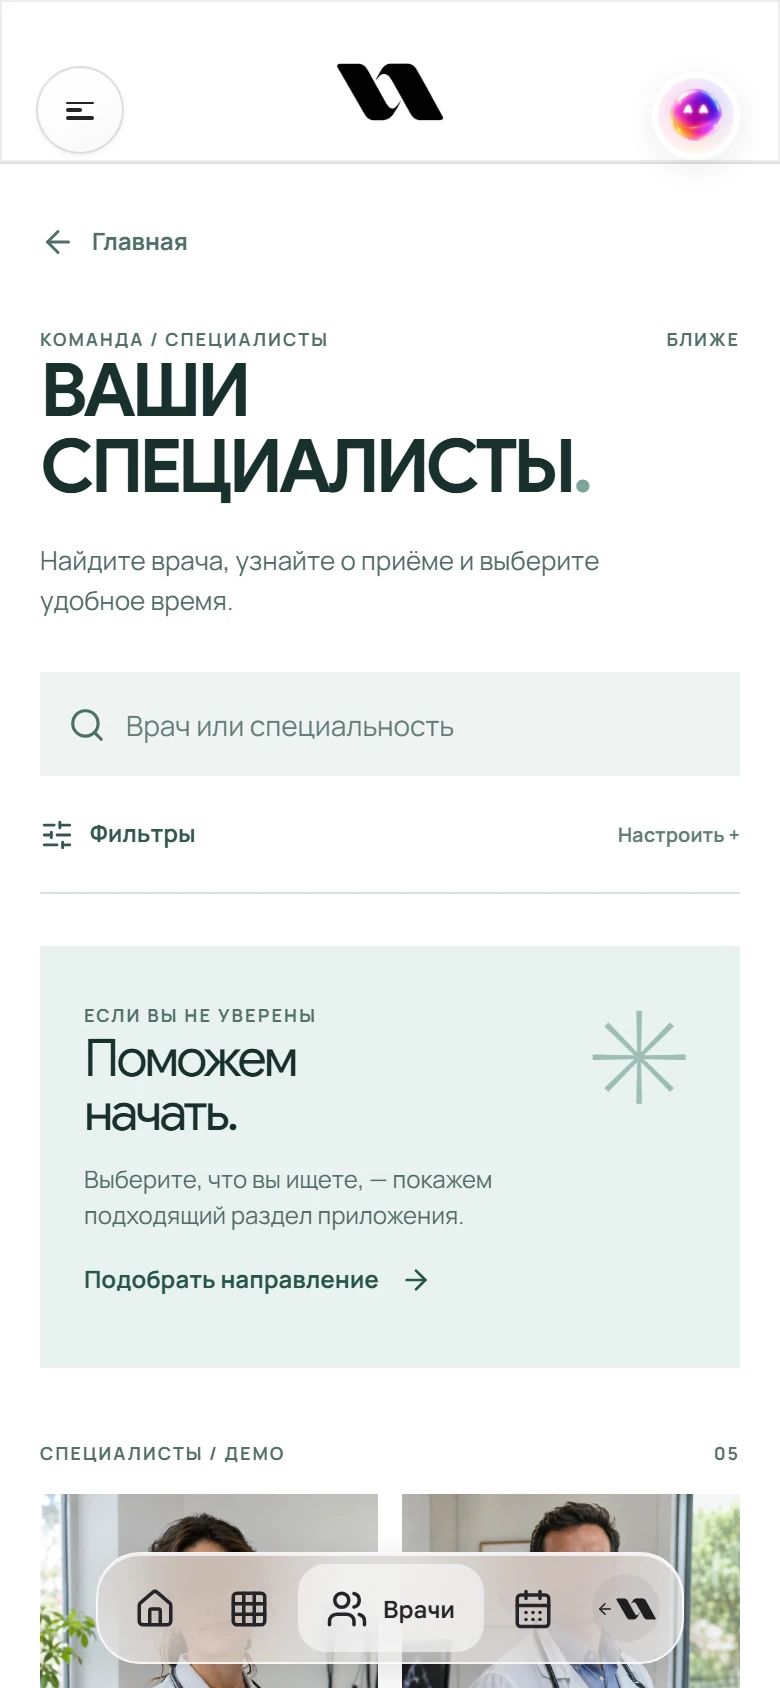 Главная
КОМАНДА / СПЕЦИАЛИСТЫ
БЛИЖЕ
ВАШИ
СПЕЦИАЛИСТЫ.
Найдите врача, узнайте о приёме и выберите
удобное время.
Врач или специальность
Фильтры
Настроить +
ЕСЛИ ВЫ НЕ УВЕРЕНЫ
Поможем
начать.
Выберите, что вы ищете, — покажем
подходящий раздел приложения.
Подобрать направление
СПЕЦИАЛИСТЫ / ДЕМО
05
Врачи